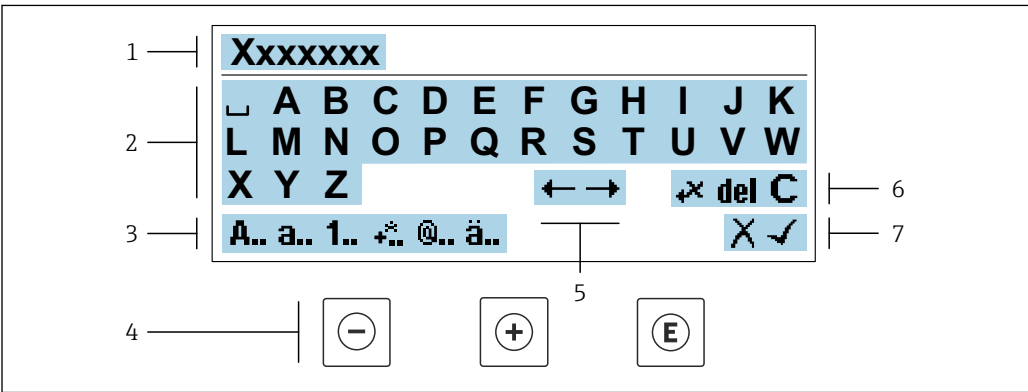 1 Xxxxxxx
␣ A B C D E F G H I J K
2 L M N O P Q R S T U V W
X Y Z ← → +× del C 6
3 A.. a.. 1.. +*.. @.. ä.. X ✓ 7
5
4 − + E